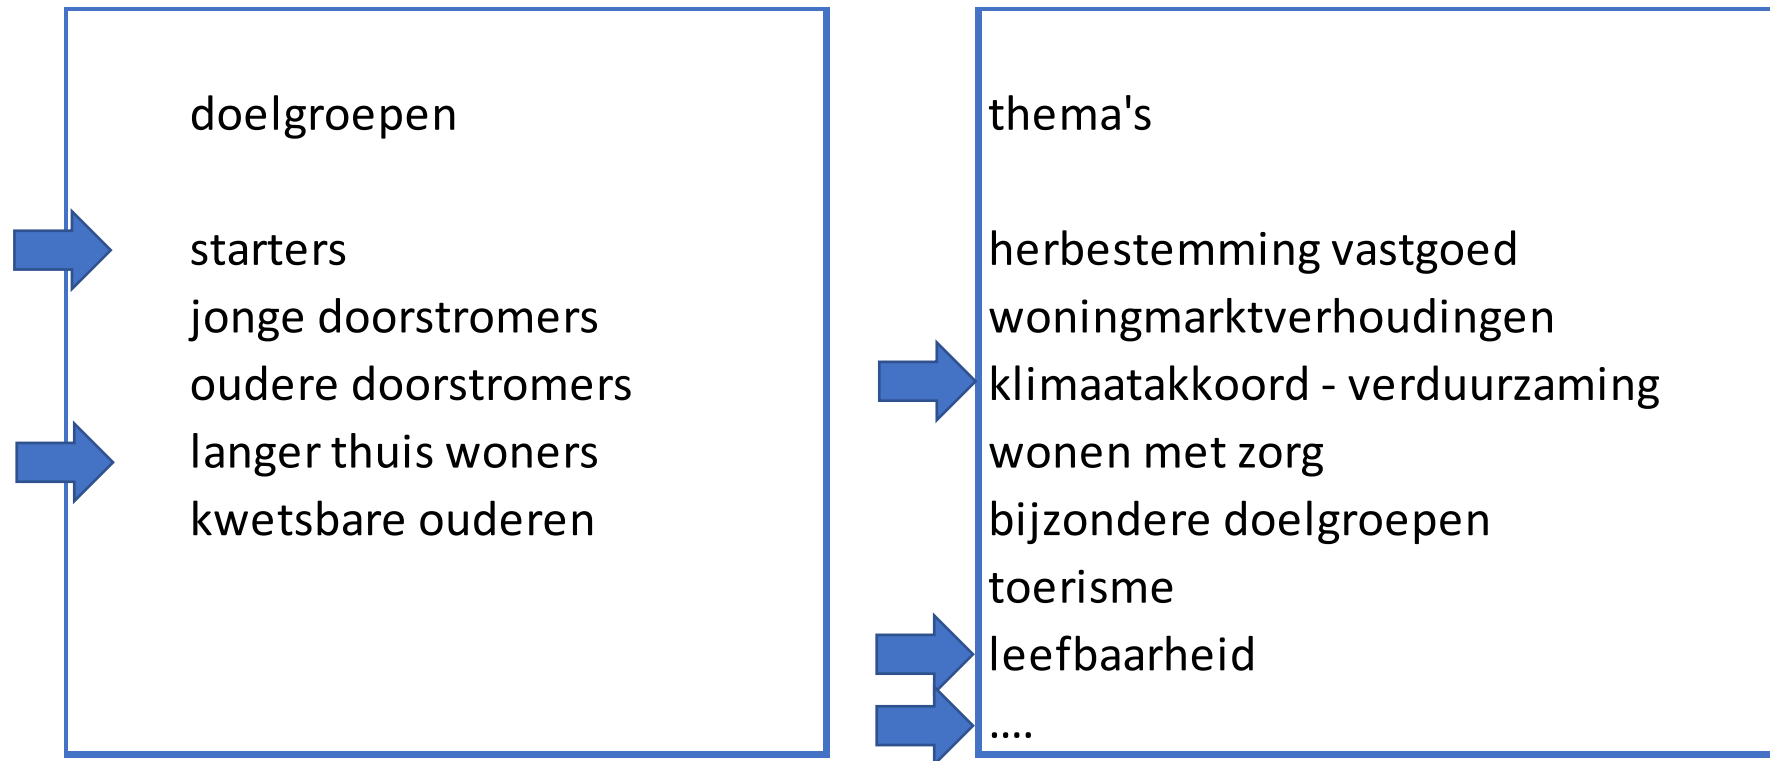 doelgroepen
starters
jonge doorstromers
oudere doorstromers
langer thuis woners
kwetsbare ouderen
thema's
herbestemming vastgoed
woningmarktverhoudingen
klimaatakkoord - verduurzaming
wonen met zorg
bijzondere doelgroepen
toerisme
leefbaarheid
....